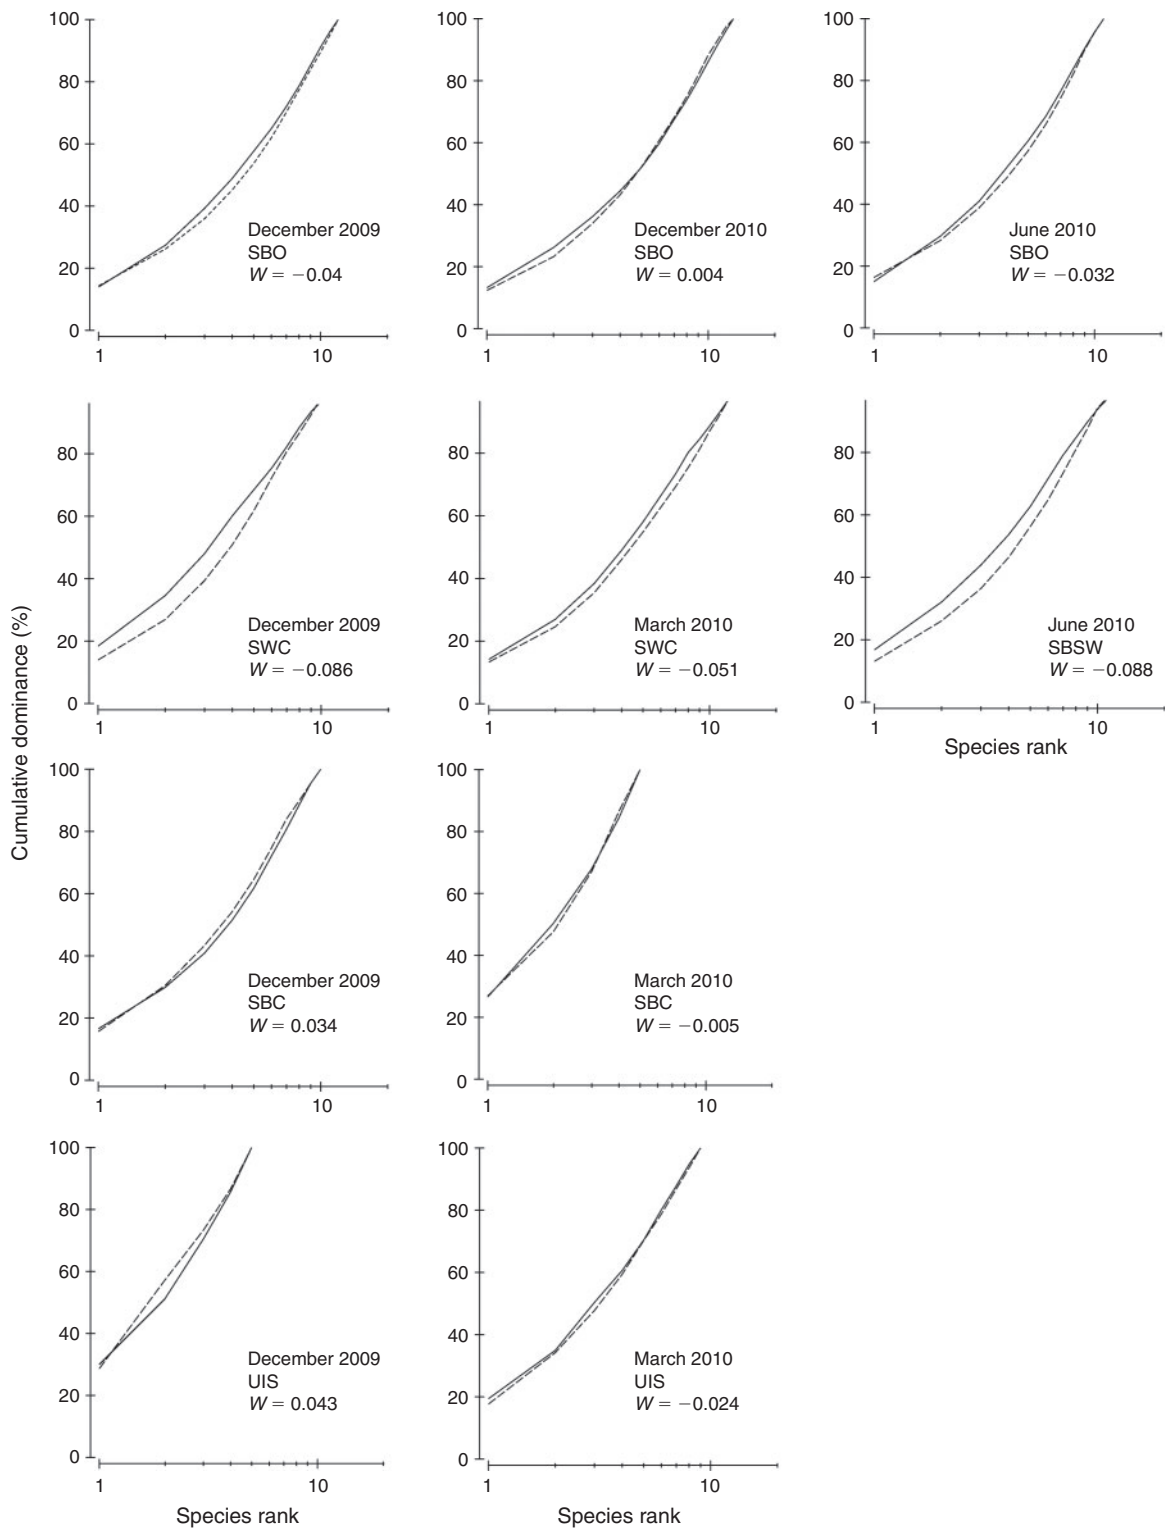 100
80
60
40
20
0
1
10
December 2009
SBO
W = −0.04
100
80
60
40
20
0
1
10
December 2010
SBO
W = 0.004
100
80
60
40
20
0
1
10
June 2010
SBO
W = −0.032
Cumulative dominance (%)
80
60
40
20
0
1
10
December 2009
SWC
W = −0.086
80
60
40
20
0
1
10
March 2010
SWC
W = −0.051
80
60
40
20
0
1
10
June 2010
SBSW
W = −0.088
Species rank
100
80
60
40
20
0
1
10
December 2009
SBC
W = 0.034
100
80
60
40
20
0
1
10
March 2010
SBC
W = −0.005
100
80
60
40
20
0
1
10
December 2009
UIS
W = 0.043
Species rank
100
80
60
40
20
0
1
10
March 2010
UIS
W = −0.024
Species rank